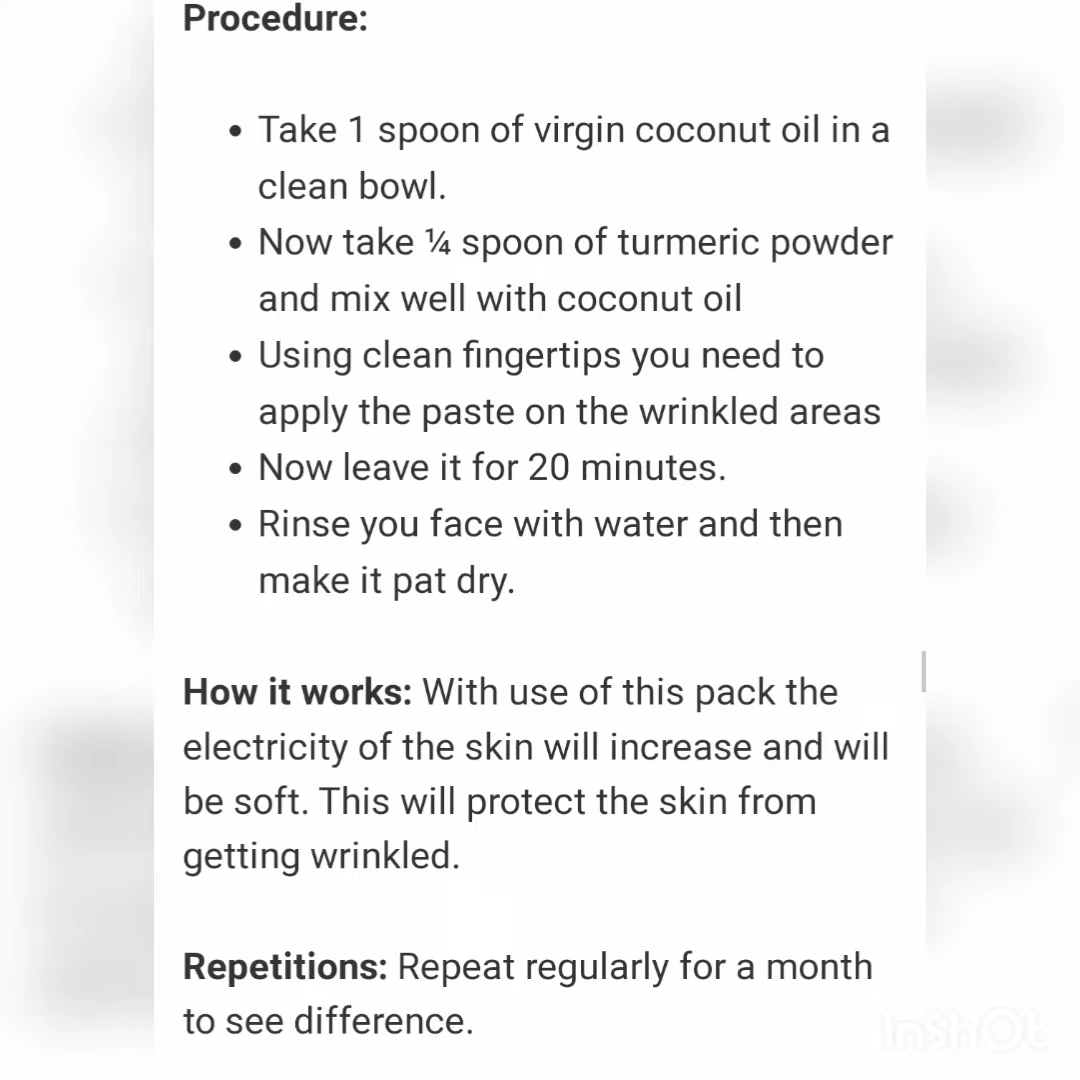 Procedure:
• Take 1 spoon of virgin coconut oil in a
clean bowl.
• Now take ¼ spoon of turmeric powder
and mix well with coconut oil
• Using clean fingertips you need to
apply the paste on the wrinkled areas
• Now leave it for 20 minutes.
• Rinse you face with water and then
make it pat dry.
How it works: With use of this pack the
electricity of the skin will increase and will
be soft. This will protect the skin from
getting wrinkled.
Repetitions: Repeat regularly for a month
to see difference.
InShOt